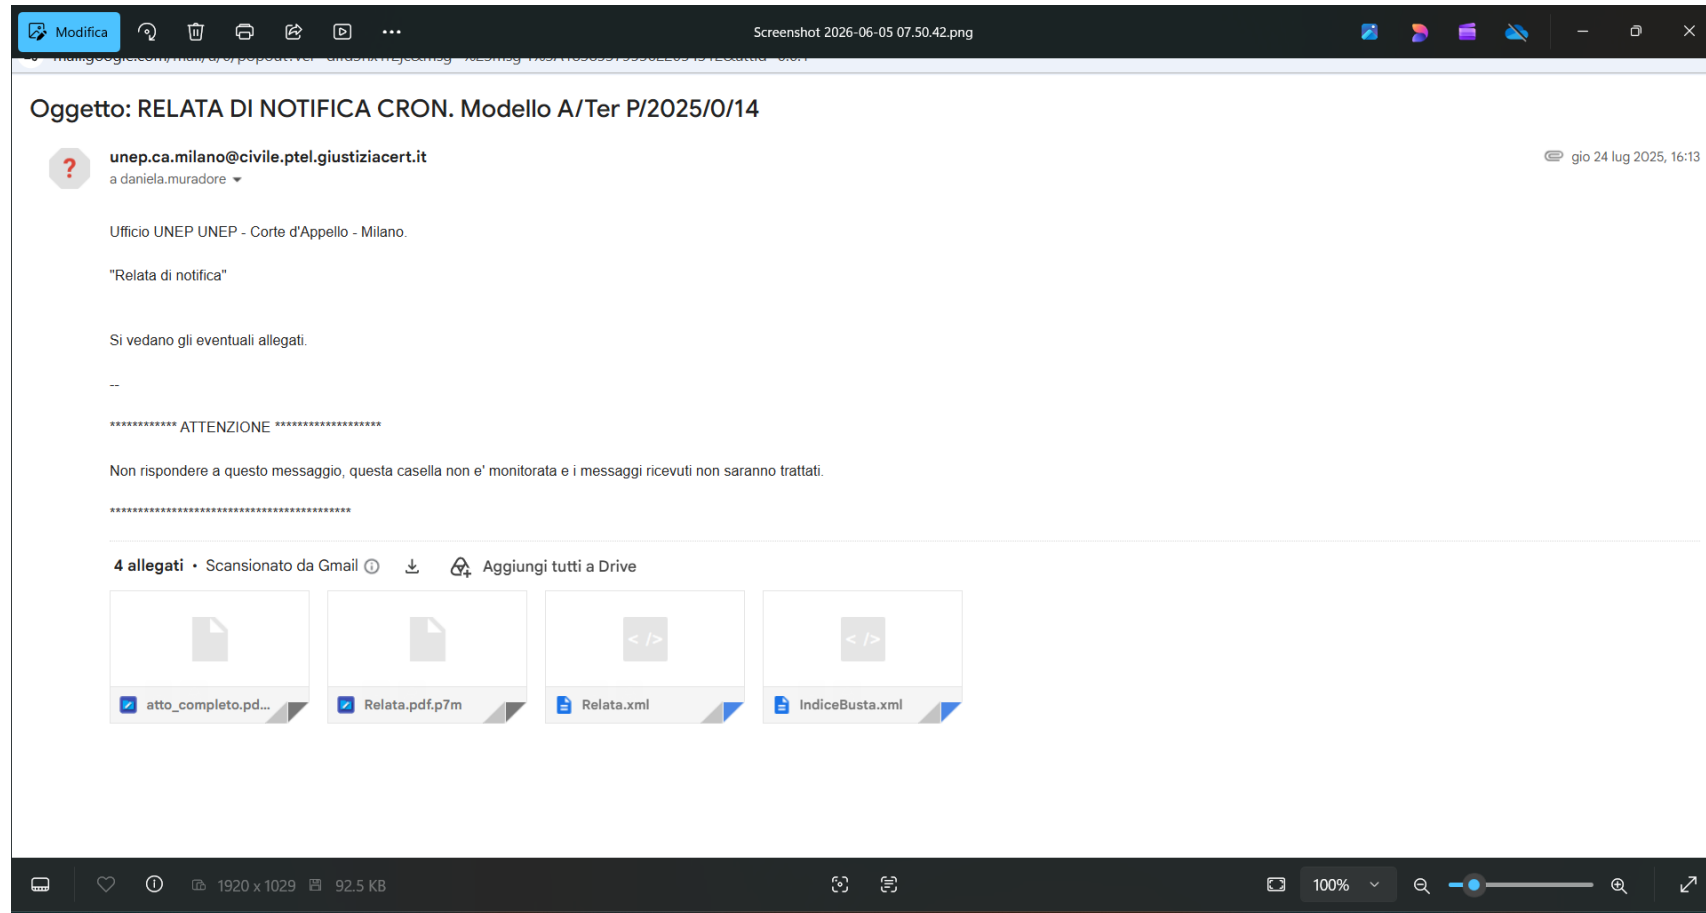 Modifica
Screenshot 2026-06-05 07.50.42.png
Oggetto: RELATA DI NOTIFICA CRON. Modello A/Ter P/2025/0/14
unep.ca.milano@civile.ptel.giustiziacert.it
gio 24 lug 2025, 16:13
a daniela.muradore
Ufficio UNEP UNEP - Corte d'Appello - Milano.
"Relata di notifica"
Si vedano gli eventuali allegati.
--
************ ATTENZIONE *******************
Non rispondere a questo messaggio, questa casella non e' monitorata e i messaggi ricevuti non saranno trattati.
*******************************************
4 allegati • Scansionato da Gmail
Aggiungi tutti a Drive
atto_completo.pd...
Relata.pdf.p7m
Relata.xml
IndiceBusta.xml
1920 x 1029
92.5 KB
100%